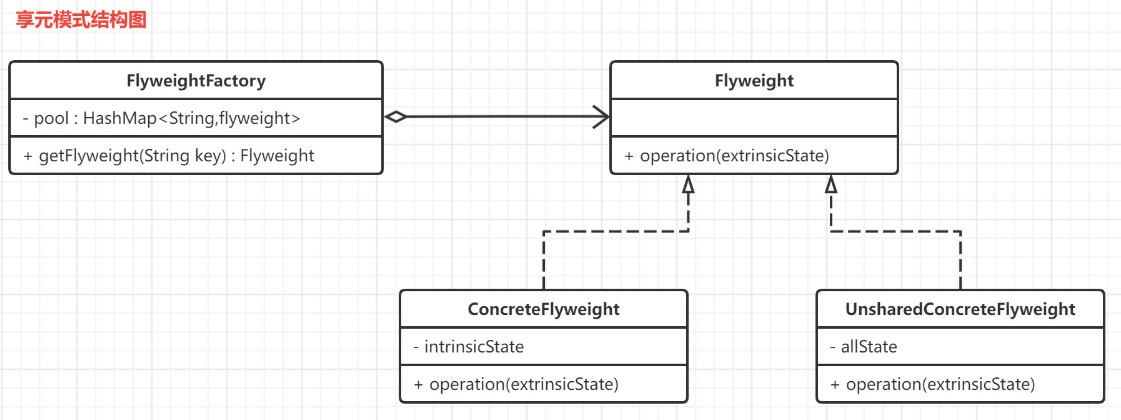 享元模式结构图
FlyweightFactory
- pool : HashMap<String,flyweight>
+ getFlyweight(String key) : Flyweight
Flyweight
+ operation(extrinsicState)
ConcreteFlyweight
- intrinsicState
+ operation(extrinsicState)
UnsharedConcreteFlyweight
- allState
+ operation(extrinsicState)